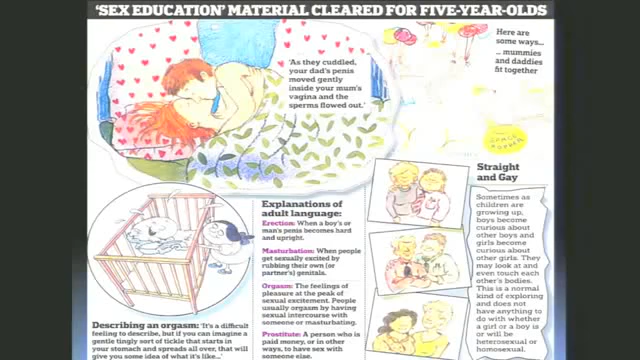 'SEX EDUCATION' MATERIAL CLEARED FOR FIVE-YEAR-OLDS
Here are
some ways...
... mummies
and daddies
fit together
'As they cuddled,
your dad's penis
moved gently
inside your mum's
vagina and the
sperms flowed out.'
SPACE
HOPPER
Straight
and Gay
Sometimes as
children are
growing up,
boys become
curious about
other boys and
girls become
curious about
other girls. They
may look at and
even touch each
other's bodies.
This is a normal
kind of exploring
and does not
have anything
to do with whether
a girl or a boy is
or will be
heterosexual or
homosexual.
Explanations of
adult language:
Erection: When a boy's or
man's penis becomes hard
and upright.
Masturbation: When people
get sexually excited by
rubbing their own (or
partner's) genitals.
Orgasm: The feelings of
pleasure at the peak of
sexual excitement. People
usually orgasm by having
sexual intercourse with
someone or masturbating.
Prostitute: A person who is
paid money, or in other
ways, to have sex with
someone else.
Describing an orgasm: 'It's a difficult
feeling to describe, but if you can imagine a
gentle tingly sort of tickle that starts in
your stomach and spreads all over, that
will give you some idea of what it's like...'